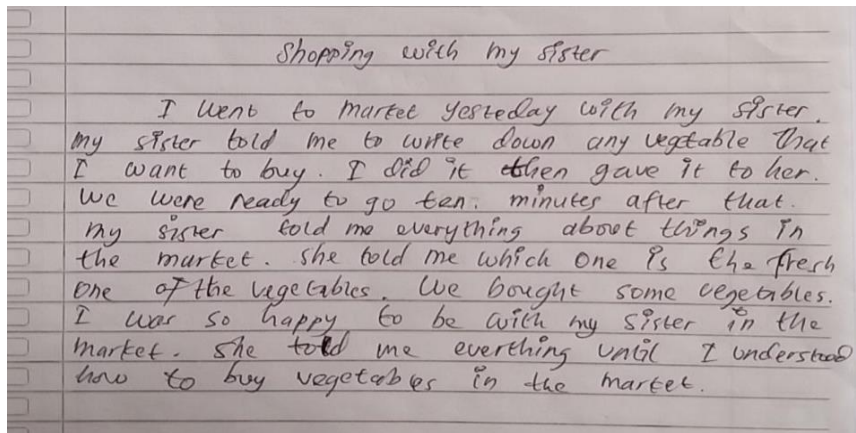 Shopping with my sister
I went to market yesteday with my sister.
my sister told me to write down any vegtable that
I want to buy. I did it then gave it to her.
we were ready to go ten. minutes after that.
my sister told me everything about things in
the market. she told me which one is the fresh
one of the vegetables. we bought some vegetables.
I was so happy to be with my sister in the
market. she told me everthing until I understood
how to buy vegetables in the market.